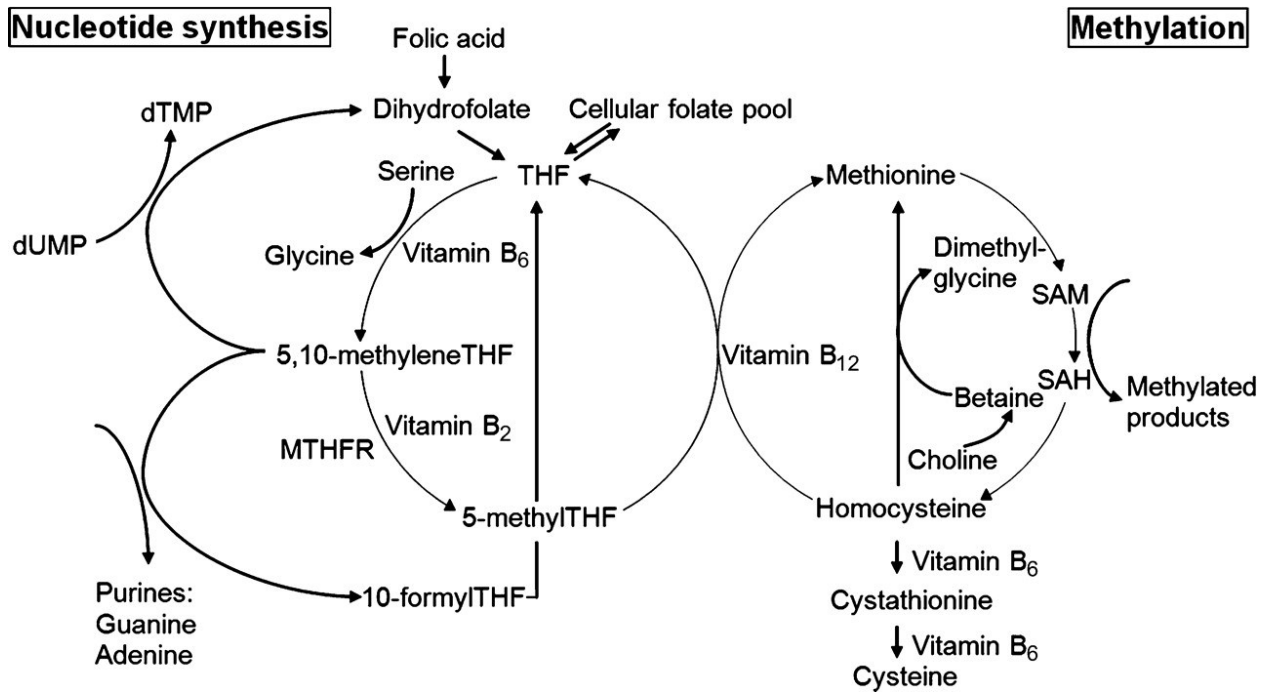 Nucleotide synthesis
Methylation
Folic acid
dTMP
Dihydrofolate
Cellular folate pool
Serine
THF
Methionine
dUMP
Glycine
Vitamin B6
Dimethyl-
glycine
SAM
5,10-methyleneTHF
Vitamin B12
SAH
Betaine
Methylated
products
Vitamin B2
MTHFR
Choline
5-methylTHF
Homocysteine
Vitamin B6
Purines:
Guanine
Adenine
10-formylTHF
Cystathionine
Vitamin B6
Cysteine